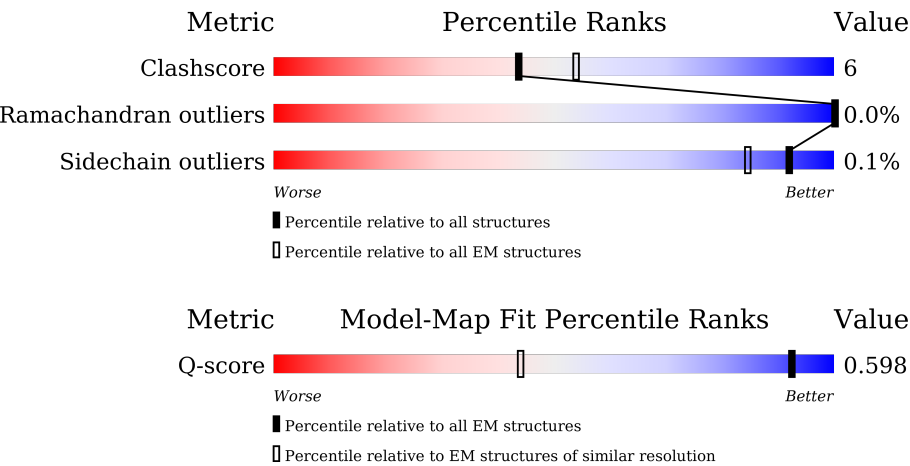 Metric Percentile Ranks Value
Clashscore 6
Ramachandran outliers 0.0%
Sidechain outliers 0.1%
Worse Better
Percentile relative to all structures
Percentile relative to all EM structures
Metric Model-Map Fit Percentile Ranks Value
Q-score 0.598
Worse Better
Percentile relative to all EM structures
Percentile relative to EM structures of similar resolution